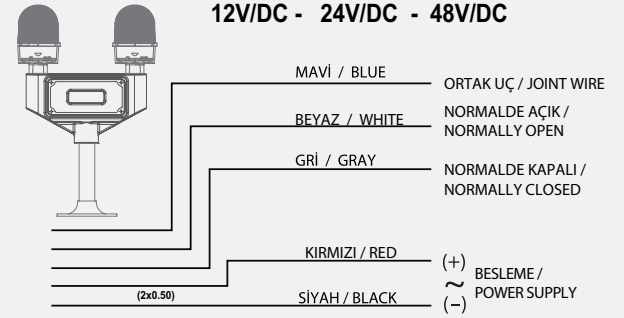 12V/DC - 24V/DC - 48V/DC
MAVİ / BLUE
ORTAK UÇ / JOINT WIRE
BEYAZ / WHITE
NORMALDE AÇIK /
NORMALLY OPEN
GRİ / GRAY
NORMALDE KAPALI /
NORMALLY CLOSED
KIRMIZI / RED
(+)
BESLEME /
~
POWER SUPPLY
(2x0.50)
SİYAH / BLACK
(−)